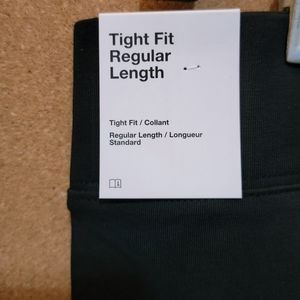 Tight Fit
Regular
Length
Tight Fit / Collant
Regular Length / Longueur
Standard